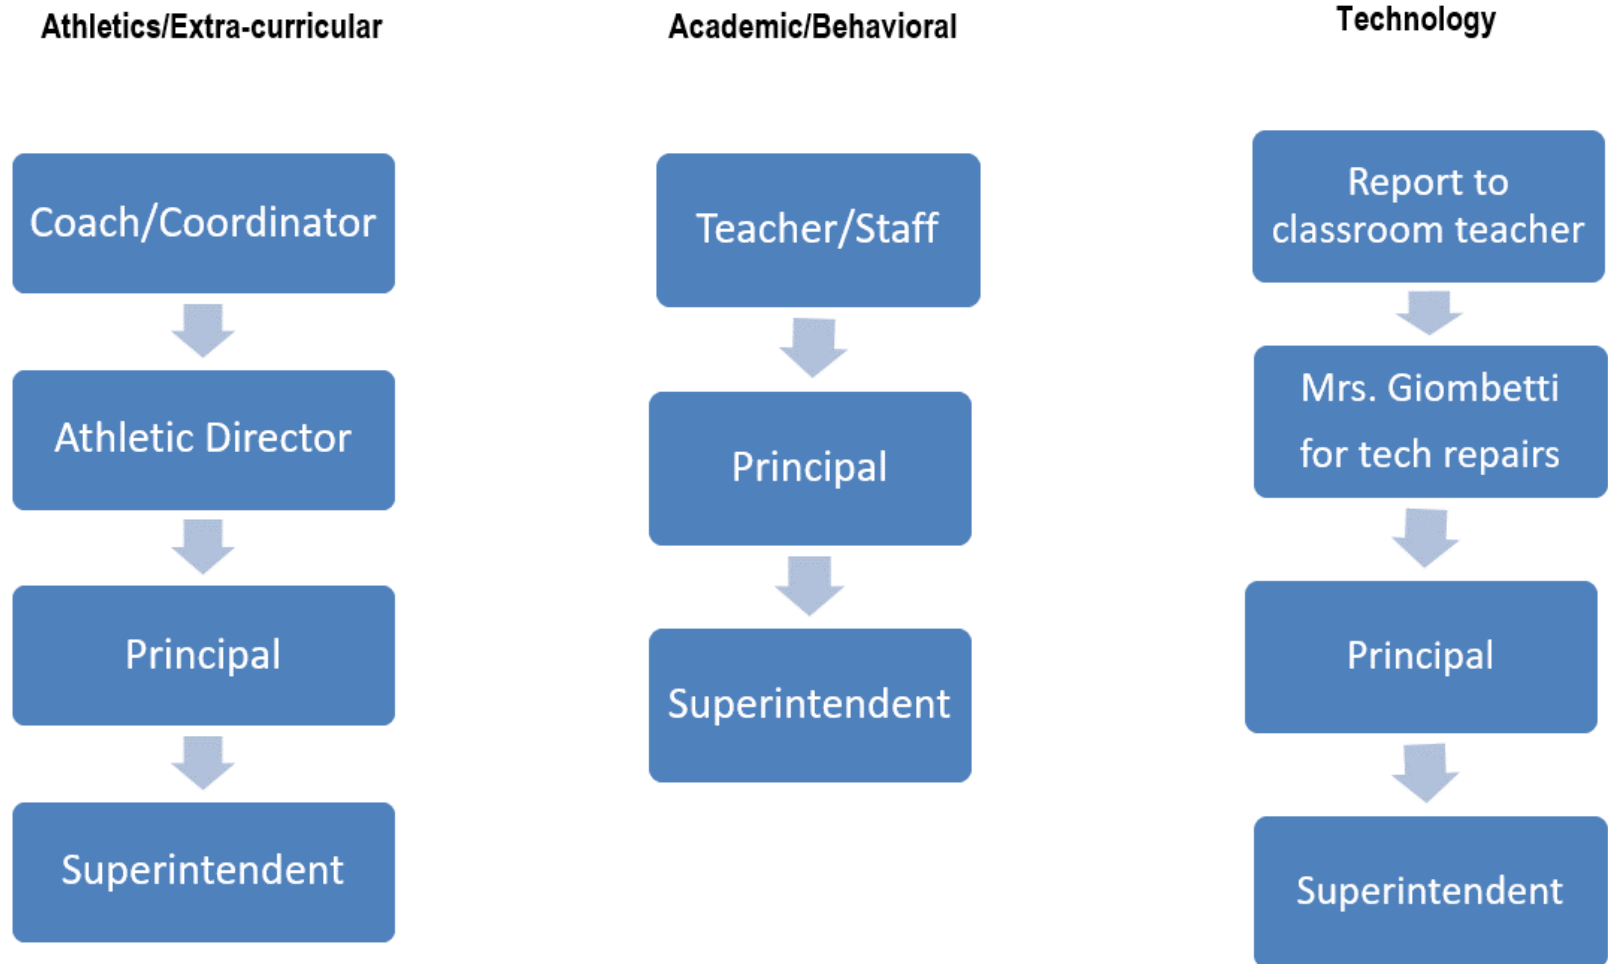 Athletics/Extra-curricular
Coach/Coordinator
Athletic Director
Principal
Superintendent
Academic/Behavioral
Teacher/Staff
Principal
Superintendent
Technology
Report to
classroom teacher
Mrs. Giombetti
for tech repairs
Principal
Superintendent